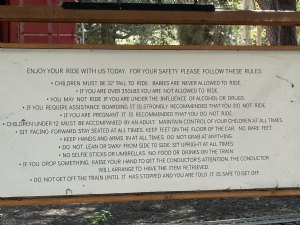 ENJOY YOUR RIDE WITH US TODAY. FOR YOUR SAFETY PLEASE FOLLOW THESE RULES:
• CHILDREN MUST BE 32" TALL TO RIDE. BABIES ARE NEVER ALLOWED TO RIDE.
• IF YOU ARE OVER 350LBS YOU ARE NOT ALLOWED TO RIDE.
• YOU MAY NOT RIDE IF YOU ARE UNDER THE INFLUENCE OF ALCOHOL OR DRUGS.
• IF YOU REQUIRE ASSISTANCE BOARDING IT IS STRONGLY RECOMMENDED THAT YOU DO NOT RIDE.
• IF YOU ARE PREGNANT IT IS RECOMMENDED THAT YOU DO NOT RIDE.
• CHILDREN UNDER 12 MUST BE ACCOMPANIED BY AN ADULT. MAINTAIN CONTROL OF YOUR CHILDREN AT ALL TIMES.
• SIT FACING FORWARD. STAY SEATED AT ALL TIMES. KEEP FEET ON THE FLOOR OF THE CAR. NO BARE FEET.
• KEEP HANDS AND ARMS IN AT ALL TIMES. DO NOT GRAB AT ANYTHING.
• DO NOT LEAN OR SWAY FROM SIDE TO SIDE, SIT UPRIGHT AT ALL TIMES.
• NO SELFIE STICKS OR UMBRELLAS. NO FOOD OR DRINKS ON THE TRAIN.
• IF YOU DROP SOMETHING, RAISE YOUR HAND TO GET THE CONDUCTOR'S ATTENTION. THE CONDUCTOR
WILL ARRANGE TO HAVE THE ITEM RETRIEVED.
• DO NOT GET OFF THE TRAIN UNTIL IT HAS STOPPED AND YOU ARE TOLD IT IS SAFE TO GET OFF.